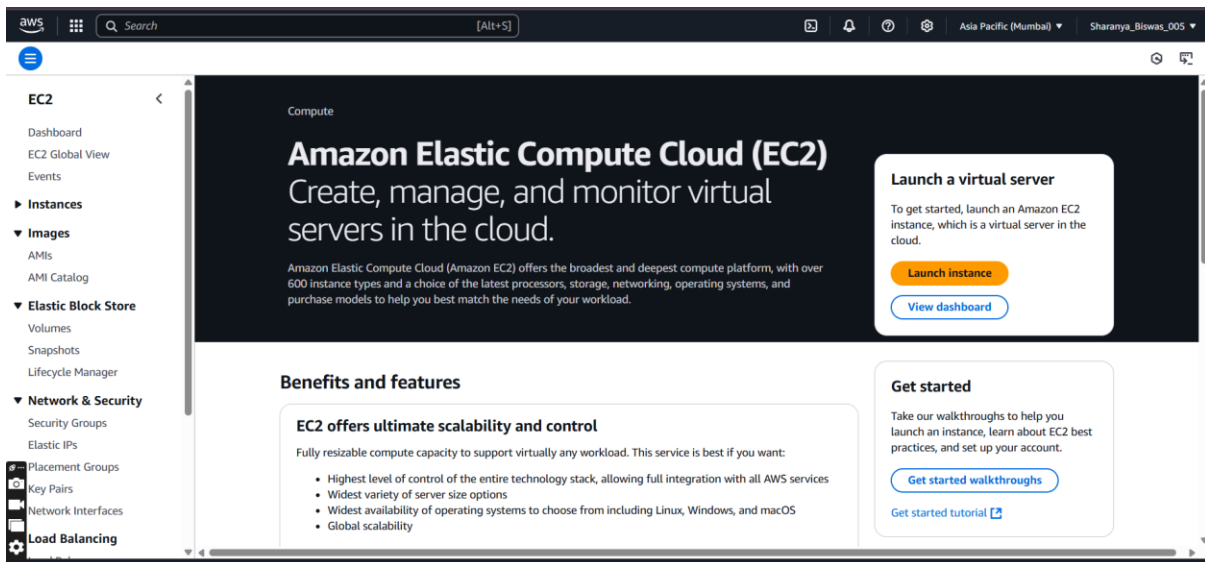 aws
Search
[Alt+S]
Asia Pacific (Mumbai)
Sharanya_Biswas_005
EC2
Dashboard
EC2 Global View
Events
Instances
Images
AMIs
AMI Catalog
Elastic Block Store
Volumes
Snapshots
Lifecycle Manager
Network & Security
Security Groups
Elastic IPs
Placement Groups
Key Pairs
Network Interfaces
Load Balancing
Compute
Amazon Elastic Compute Cloud (EC2)
Create, manage, and monitor virtual
servers in the cloud.
Amazon Elastic Compute Cloud (Amazon EC2) offers the broadest and deepest compute platform, with over
600 instance types and a choice of the latest processors, storage, networking, operating systems, and
purchase models to help you best match the needs of your workload.
Launch a virtual server
To get started, launch an Amazon EC2
instance, which is a virtual server in the
cloud.
Launch instance
View dashboard
Benefits and features
EC2 offers ultimate scalability and control
Fully resizable compute capacity to support virtually any workload. This service is best if you want:
• Highest level of control of the entire technology stack, allowing full integration with all AWS services
• Widest variety of server size options
• Widest availability of operating systems to choose from including Linux, Windows, and macOS
• Global scalability
Get started
Take our walkthroughs to help you
launch an instance, learn about EC2 best
practices, and set up your account.
Get started walkthroughs
Get started tutorial